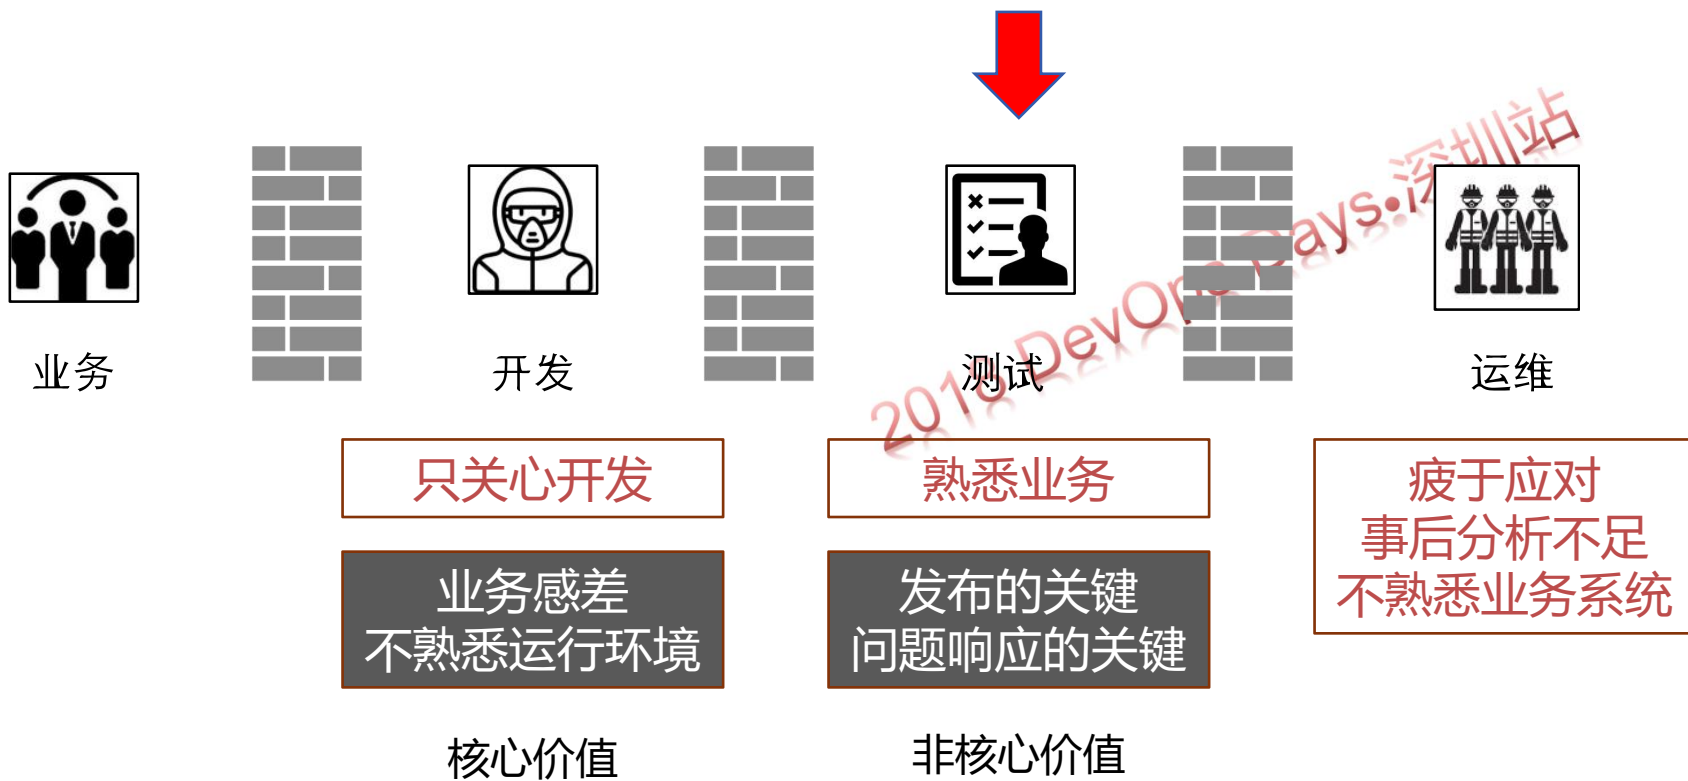 2018 DevOps Days•深圳站
业务
开发
测试
运维
只关心开发
熟悉业务
疲于应对
事后分析不足
不熟悉业务系统
业务感差
不熟悉运行环境
发布的关键
问题响应的关键
核心价值
非核心价值